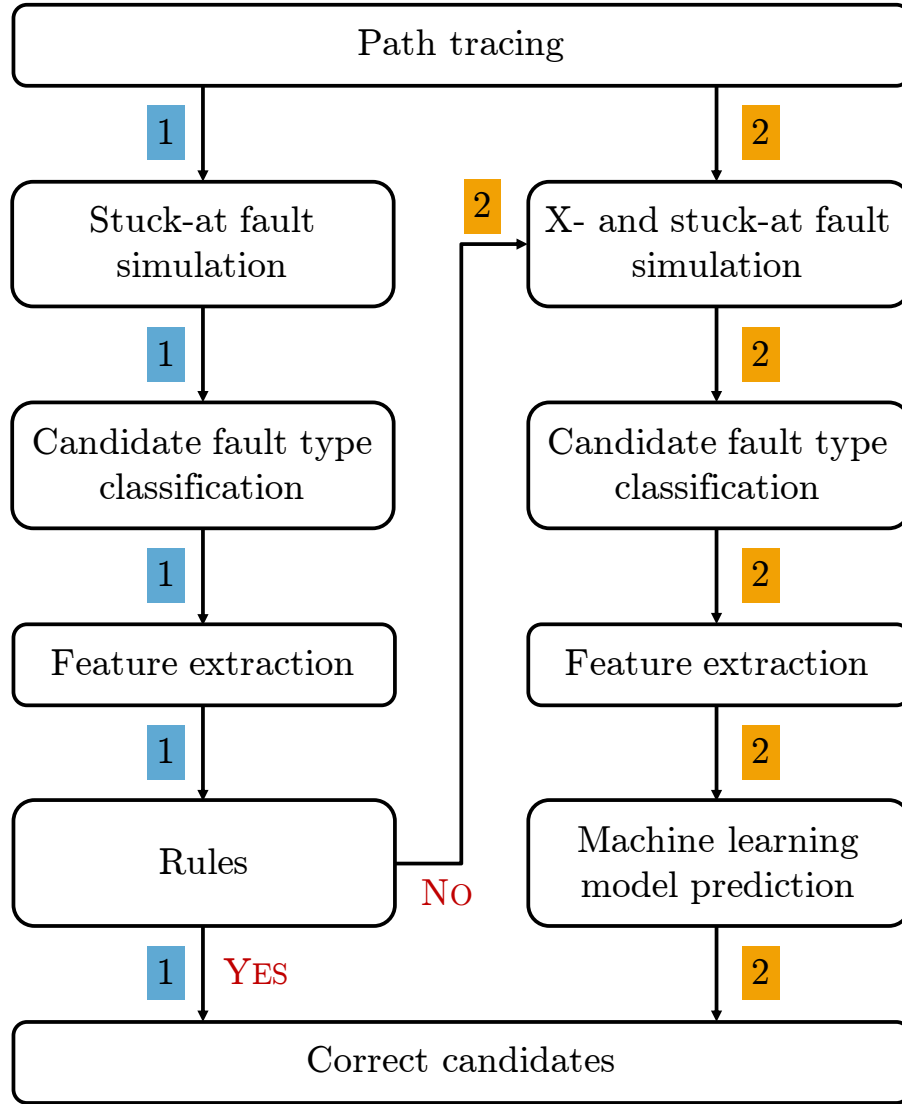 Path tracing
1
2
Stuck-at fault
simulation
2
X- and stuck-at fault
simulation
1
2
Candidate fault type
classification
Candidate fault type
classification
1
2
Feature extraction
Feature extraction
1
2
Rules
No
Machine learning
model prediction
1
Yes
2
Correct candidates